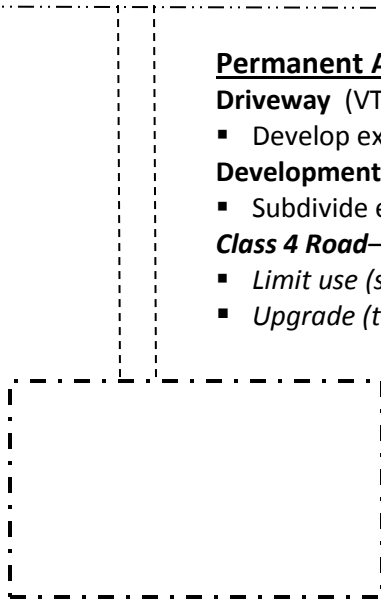 Permanent A
Driveway (VT
▪ Develop ex
Development
▪ Subdivide e
Class 4 Road–
▪ Limit use (s
▪ Upgrade (t